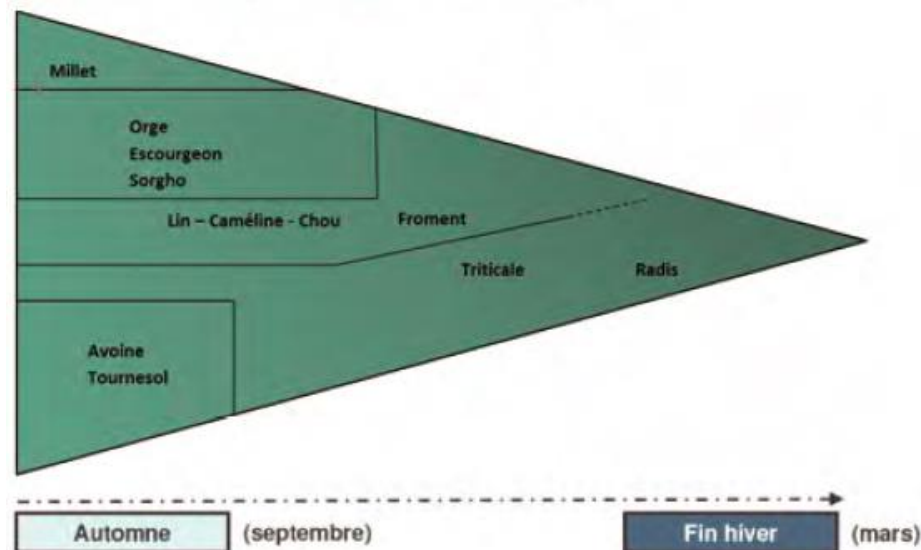 Millet
Orge
Escourgeon
Sorgho
Lin – Caméline - Chou
Froment
Triticale
Radis
Avoine
Tournesol
Automne (septembre) Fin hiver (mars)